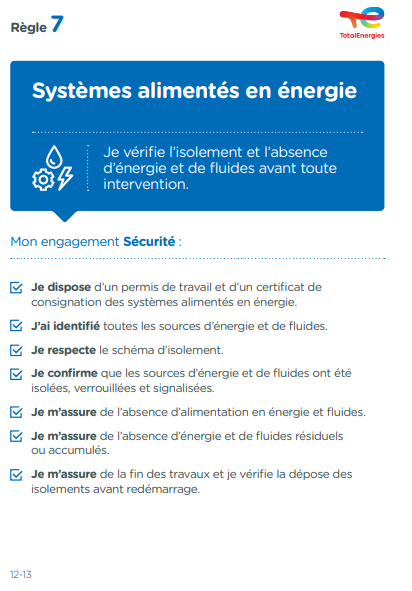 Règle 7
TotalEnergies
Systèmes alimentés en énergie
Je vérifie l’isolement et l’absence
d’énergie et de fluides avant toute
intervention.
Mon engagement Sécurité :
Je dispose d’un permis de travail et d’un certificat de
consignation des systèmes alimentés en énergie.
J’ai identifié toutes les sources d’énergie et de fluides.
Je respecte le schéma d’isolement.
Je confirme que les sources d’énergie et de fluides ont été
isolées, verrouillées et signalisées.
Je m’assure de l’absence d’alimentation en énergie et fluides.
Je m’assure de l’absence d’énergie et de fluides résiduels
ou accumulés.
Je m’assure de la fin des travaux et je vérifie la dépose des
isolements avant redémarrage.
12-13